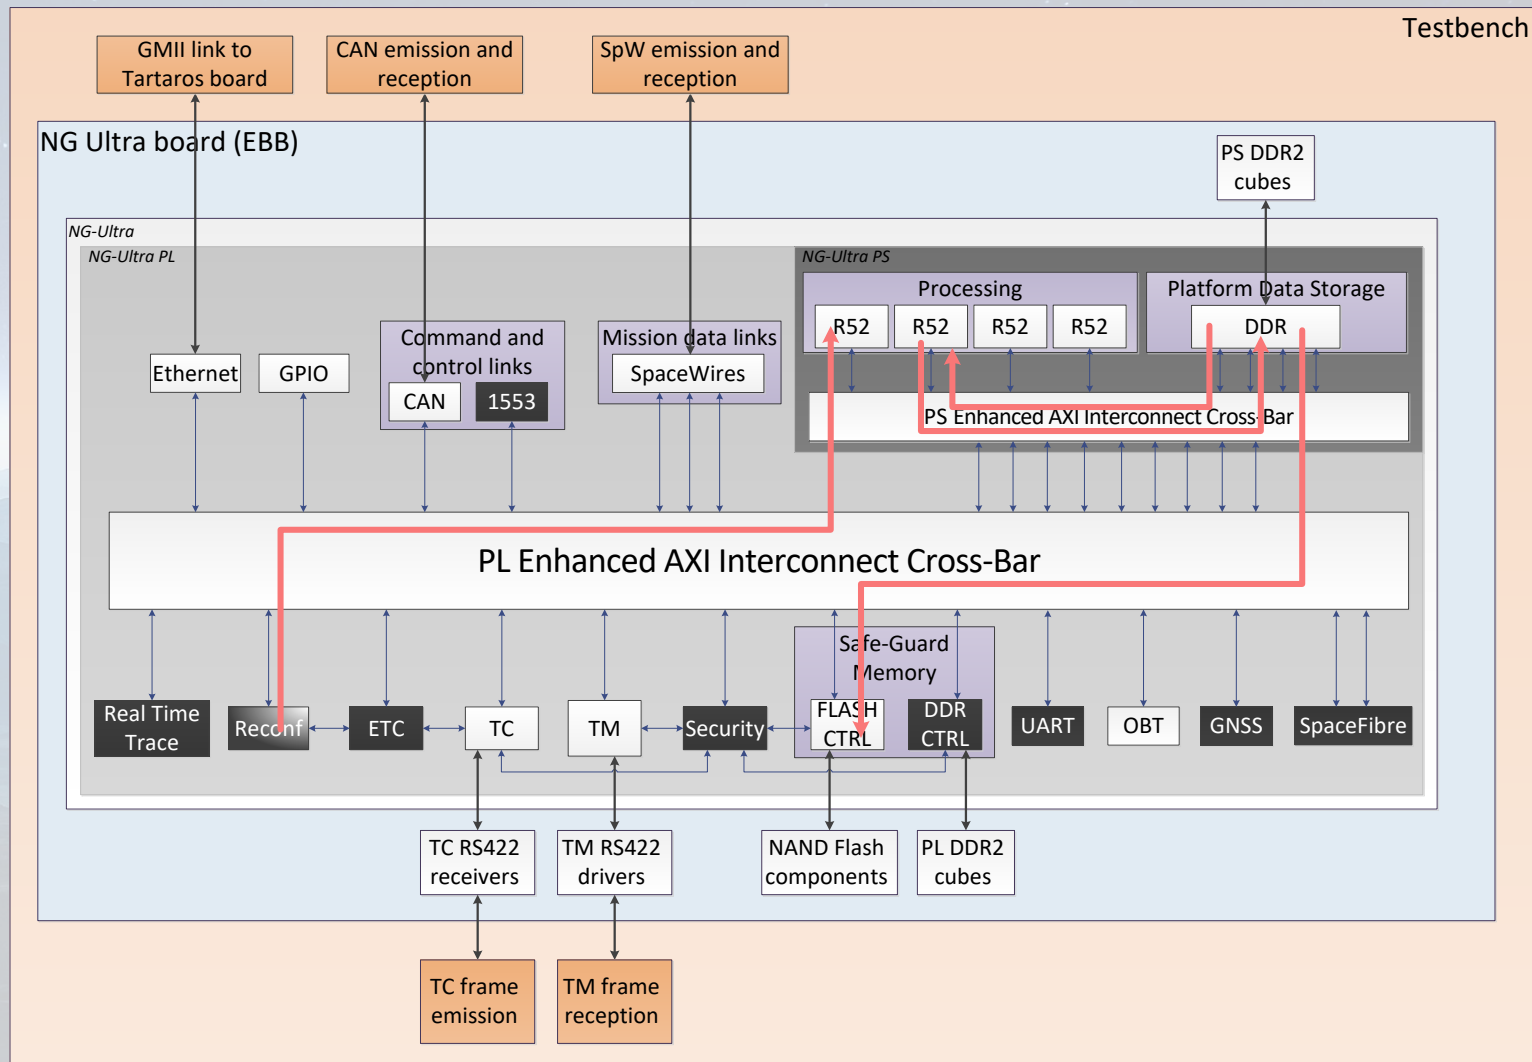 Testbench
GMII link to
Tartaros board
CAN emission and
reception
SpW emission and
reception
NG Ultra board (EBB)
PS DDR2
cubes
NG-Ultra
NG-Ultra PL
NG-Ultra PS
Processing
R52
R52
R52
R52
Platform Data Storage
DDR
Command and
control links
CAN
1553
Mission data links
SpaceWires
Ethernet
GPIO
PS Enhanced AXI Interconnect Cross-Bar
PL Enhanced AXI Interconnect Cross-Bar
Safe-Guard
Memory
Real Time
Trace
Reconf
ETC
TC
TM
Security
FLASH
CTRL
DDR
CTRL
UART
OBT
GNSS
SpaceFibre
TC RS422
receivers
TM RS422
drivers
NAND Flash
components
PL DDR2
cubes
TC frame
emission
TM frame
reception